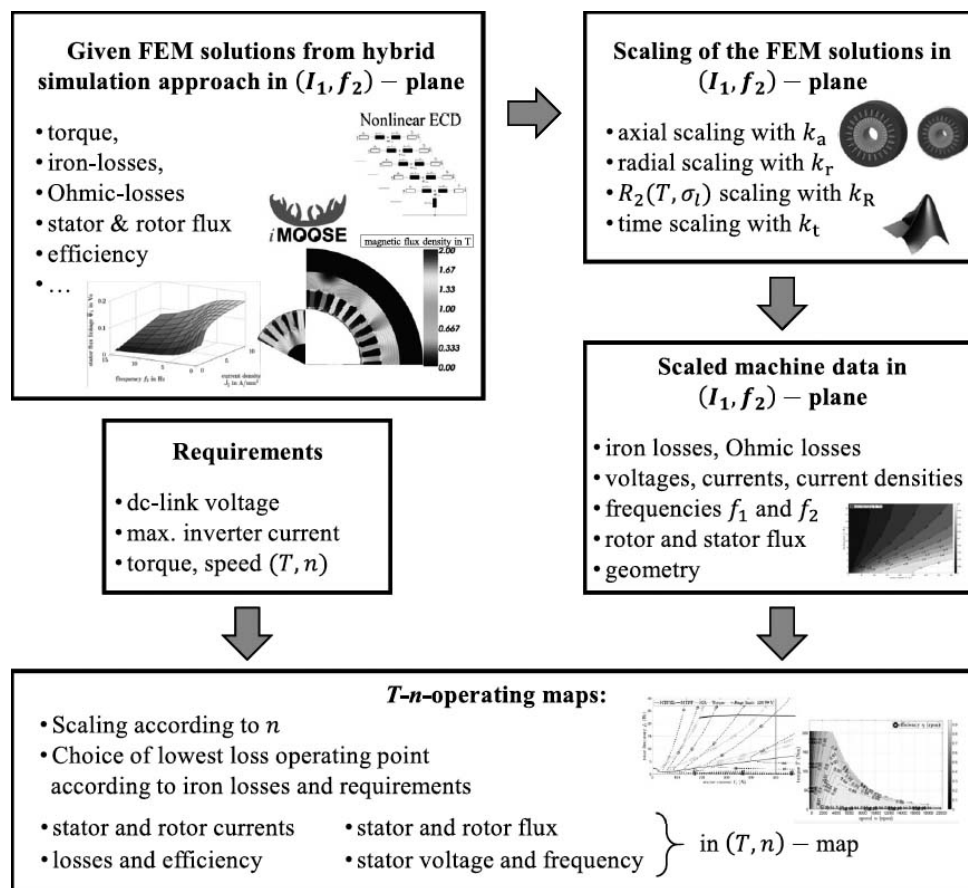 Given FEM solutions from hybrid
simulation approach in (I₁, f₂) − plane
• torque,
• iron-losses,
• Ohmic-losses
• stator & rotor flux
• efficiency
• …
Nonlinear ECD
iMOOSE
magnetic flux density in T
2.00
1.67
1.33
1.00
0.667
0.333
0.00
Scaling of the FEM solutions in
(I₁, f₂) − plane
• axial scaling with kₐ
• radial scaling with kᵣ
• R₂(T, σₗ) scaling with k_R
• time scaling with kₜ
Requirements
• dc-link voltage
• max. inverter current
• torque, speed (T, n)
Scaled machine data in
(I₁, f₂) − plane
• iron losses, Ohmic losses
• voltages, currents, current densities
• frequencies f₁ and f₂
• rotor and stator flux
• geometry
T-n-operating maps:
• Scaling according to n
• Choice of lowest loss operating point
according to iron losses and requirements
• stator and rotor currents
• losses and efficiency
• stator and rotor flux
• stator voltage and frequency
in (T, n) − map